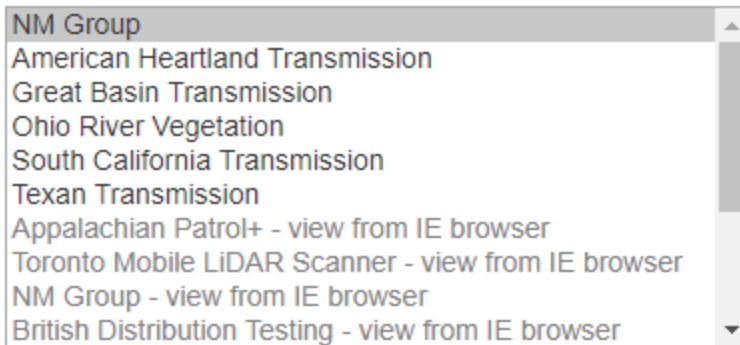 NM Group
American Heartland Transmission
Great Basin Transmission
Ohio River Vegetation
South California Transmission
Texan Transmission
Appalachian Patrol+ - view from IE browser
Toronto Mobile LiDAR Scanner - view from IE browser
NM Group - view from IE browser
British Distribution Testing - view from IE browser